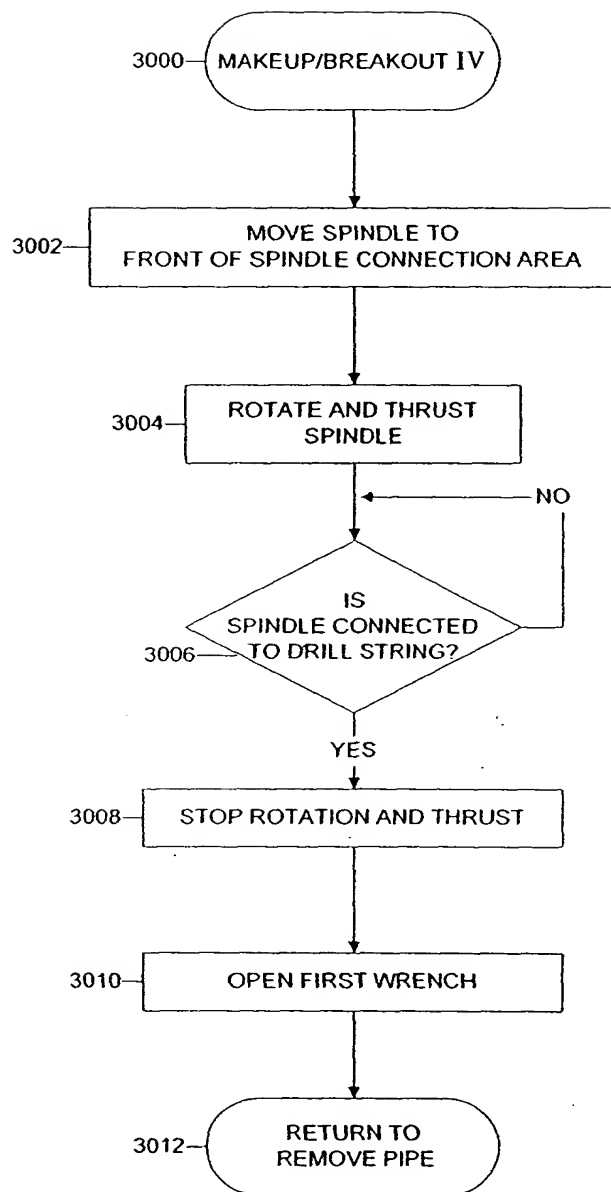 3000
MAKEUP/BREAKOUT IV
3002
MOVE SPINDLE TO
FRONT OF SPINDLE CONNECTION AREA
3004
ROTATE AND THRUST
SPINDLE
NO
IS
SPINDLE CONNECTED
3006
TO DRILL STRING?
YES
3008
STOP ROTATION AND THRUST
3010
OPEN FIRST WRENCH
3012
RETURN TO
REMOVE PIPE